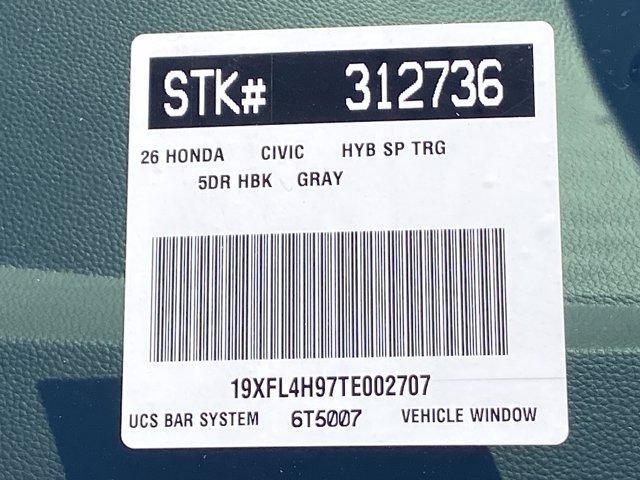 STK# 312736
26 HONDA CIVIC HYB SP TRG
5DR HBK GRAY
19XFL4H97TE002707
UCS BAR SYSTEM 6T5007 VEHICLE WINDOW